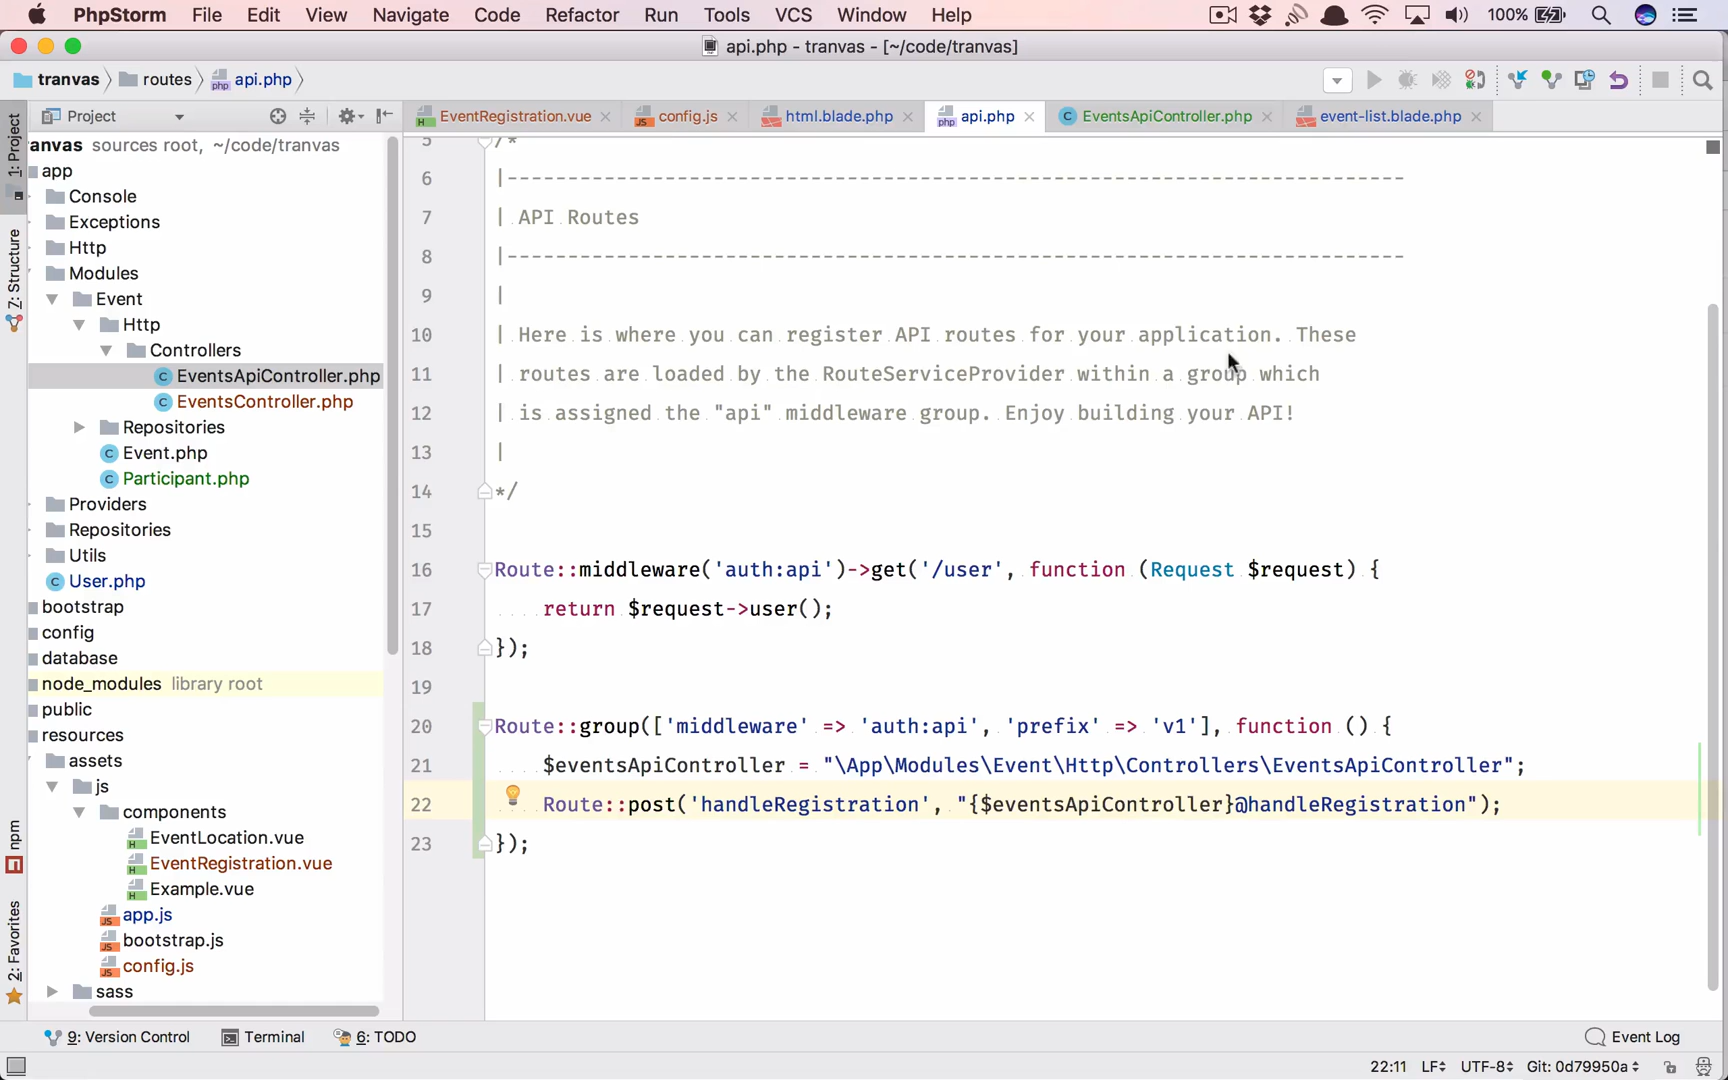 PhpStorm File Edit View Navigate Code Refactor Run Tools VCS Window Help 100%
api.php - tranvas - [~/code/tranvas]
tranvas routes api.php
Project
EventRegistration.vue config.js html.blade.php api.php EventsApiController.php event-list.blade.php
1: Project
7: Structure
npm
2: Favorites
anvas sources root, ~/code/tranvas
app
Console
Exceptions
Http
Modules
Event
Http
Controllers
EventsApiController.php
EventsController.php
Repositories
Event.php
Participant.php
Providers
Repositories
Utils
User.php
bootstrap
config
database
node_modules library root
public
resources
assets
js
components
EventLocation.vue
EventRegistration.vue
Example.vue
app.js
bootstrap.js
config.js
sass
5 /*
6 |--------------------------------------------------------------------------
7 | API Routes
8 |--------------------------------------------------------------------------
9 |
10 | Here is where you can register API routes for your application. These
11 | routes are loaded by the RouteServiceProvider within a group which
12 | is assigned the "api" middleware group. Enjoy building your API!
13 |
14 */
15
16 Route::middleware('auth:api')->get('/user', function (Request $request) {
17 return $request->user();
18 });
19
20 Route::group(['middleware' => 'auth:api', 'prefix' => 'v1'], function () {
21 $eventsApiController = "\App\Modules\Event\Http\Controllers\EventsApiController";
22 Route::post('handleRegistration', "{$eventsApiController}@handleRegistration");
23 });
9: Version Control Terminal 6: TODO Event Log
22:11 LF UTF-8 Git: 0d79950a